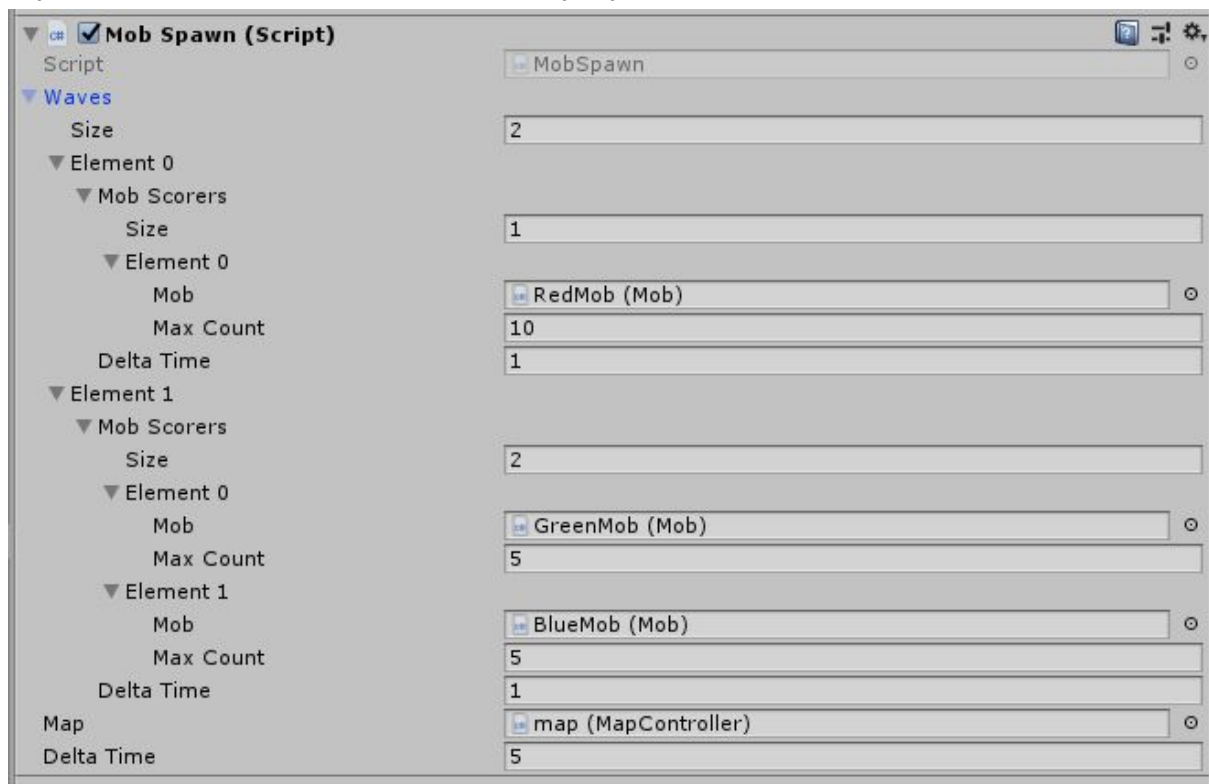 Mob Spawn (Script)
Script MobSpawn
Waves
Size 2
Element 0
Mob Scorers
Size 1
Element 0
Mob RedMob (Mob)
Max Count 10
Delta Time 1
Element 1
Mob Scorers
Size 2
Element 0
Mob GreenMob (Mob)
Max Count 5
Element 1
Mob BlueMob (Mob)
Max Count 5
Delta Time 1
Map map (MapController)
Delta Time 5